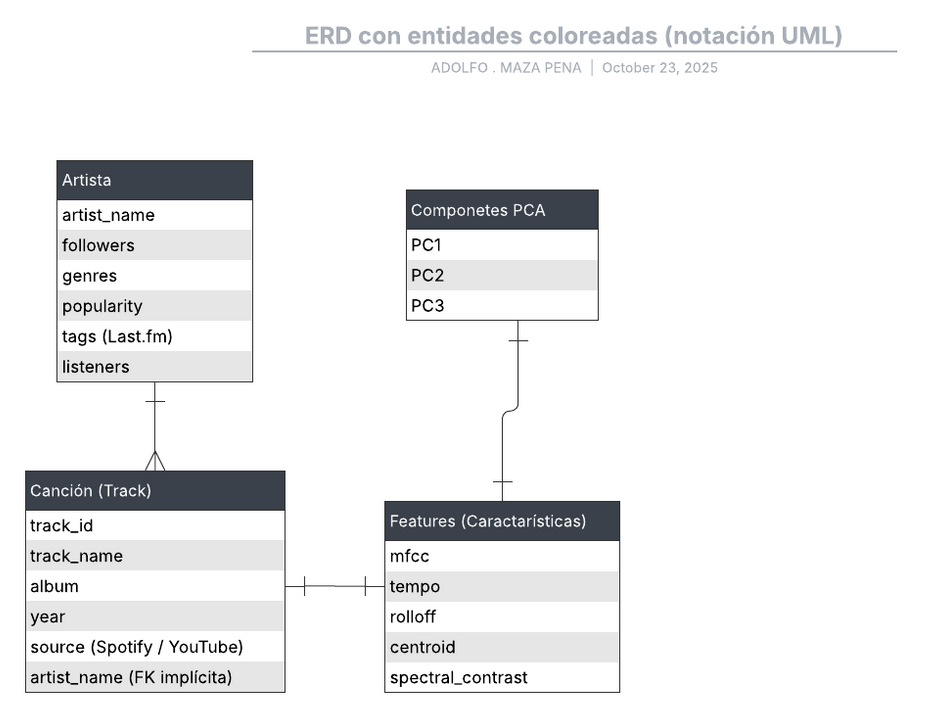 ERD con entidades coloreadas (notación UML)
ADOLFO . MAZA PENA | October 23, 2025
Artista
artist_name
followers
genres
popularity
tags (Last.fm)
listeners
Componetes PCA
PC1
PC2
PC3
Canción (Track)
track_id
track_name
album
year
source (Spotify / YouTube)
artist_name (FK implícita)
Features (Caractarísticas)
mfcc
tempo
rolloff
centroid
spectral_contrast